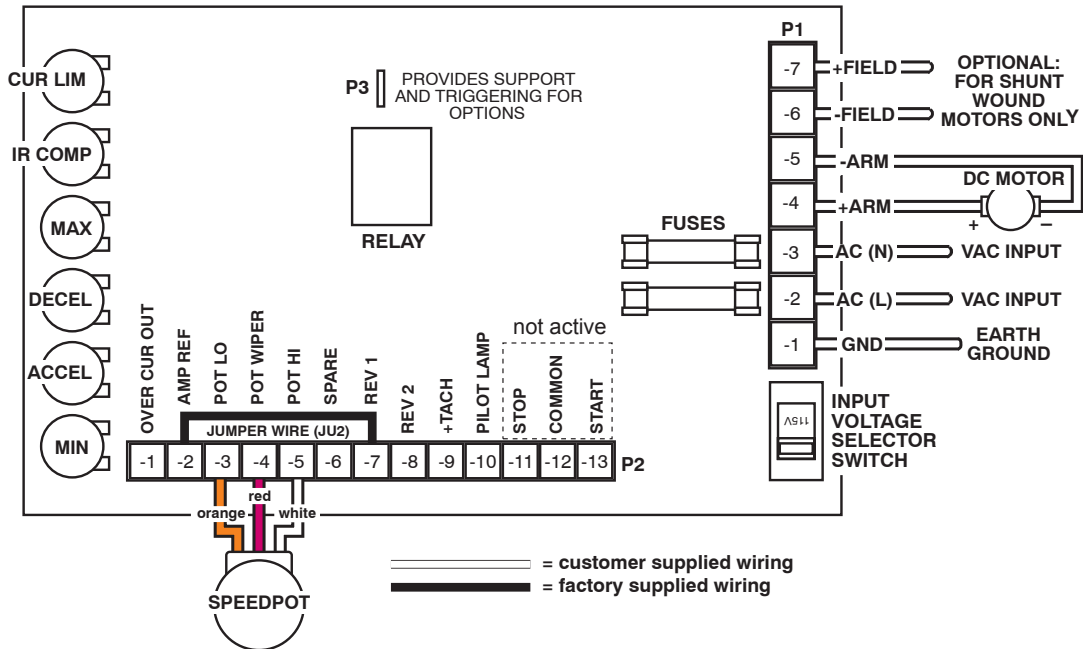 P1
CUR LIM
IR COMP
MAX
DECEL
ACCEL
MIN
P3
PROVIDES SUPPORT
AND TRIGGERING FOR
OPTIONS
RELAY
FUSES
-7
+FIELD
-6
-FIELD
OPTIONAL:
FOR SHUNT
WOUND
MOTORS ONLY
-5
-ARM
DC MOTOR
-4
+ARM
+
–
-3
AC (N)
VAC INPUT
-2
AC (L)
VAC INPUT
-1
GND
EARTH
GROUND
115V
INPUT
VOLTAGE
SELECTOR
SWITCH
not active
OVER CUR OUT
AMP REF
POT LO
POT WIPER
POT HI
SPARE
REV 1
REV 2
+TACH
PILOT LAMP
STOP
COMMON
START
JUMPER WIRE (JU2)
-1
-2
-3
-4
-5
-6
-7
-8
-9
-10
-11
-12
-13
P2
orange
red
white
SPEEDPOT
= customer supplied wiring
= factory supplied wiring